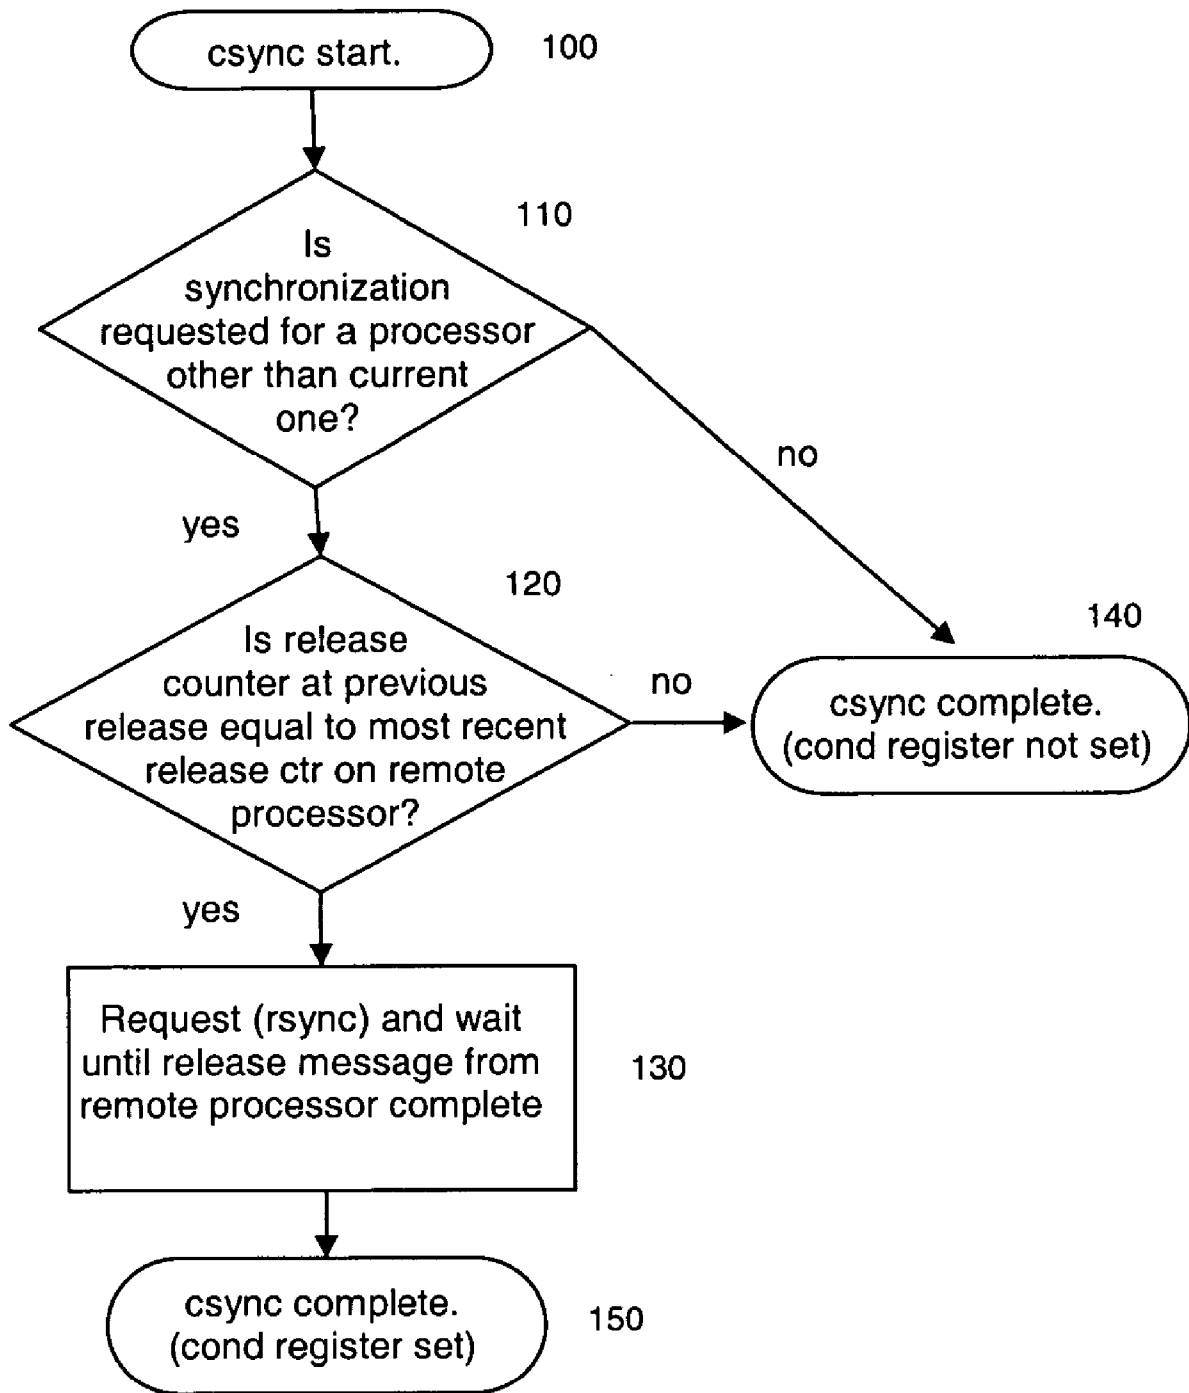 csync start.
100
110
Is
synchronization
requested for a processor
other than current
one?
no
yes
120
140
Is release
counter at previous
release equal to most recent
release ctr on remote
processor?
no
csync complete.
(cond register not set)
yes
Request (rsync) and wait
until release message from
remote processor complete
130
csync complete.
(cond register set)
150